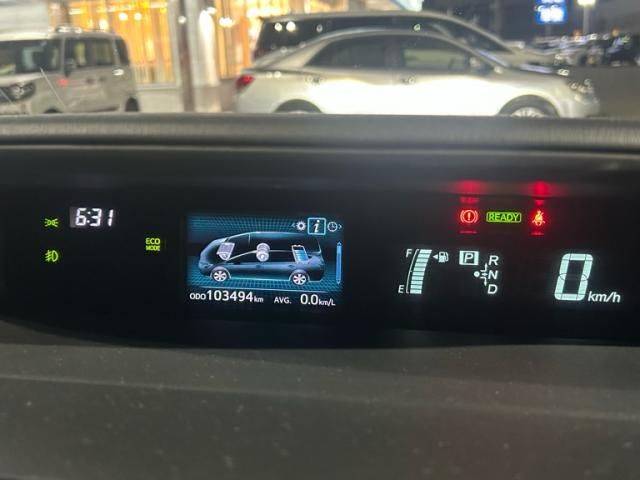 6:31
ECO
MODE
i
ODO 103494 km AVG. 0.0 km/L
READY
F
E
P
R
N
D
0 km/h